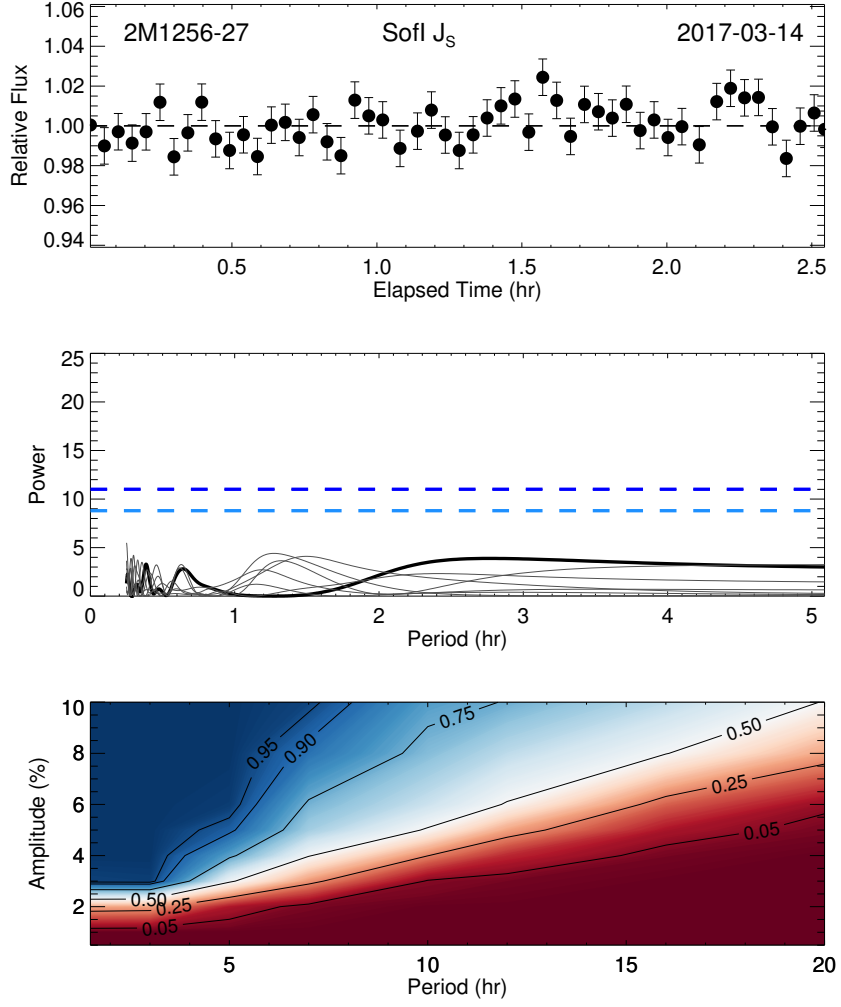 2M1256-27 SofI J_S 2017-03-14
Relative Flux
1.06
1.04
1.02
1.00
0.98
0.96
0.94
0.5 1.0 1.5 2.0 2.5
Elapsed Time (hr)
Power
25
20
15
10
5
0
0 1 2 3 4 5
Period (hr)
Amplitude (%)
10
8
6
4
2
0.95
0.90
0.75
0.50
0.25
0.05
0.50
0.25
0.05
5 10 15 20
Period (hr)